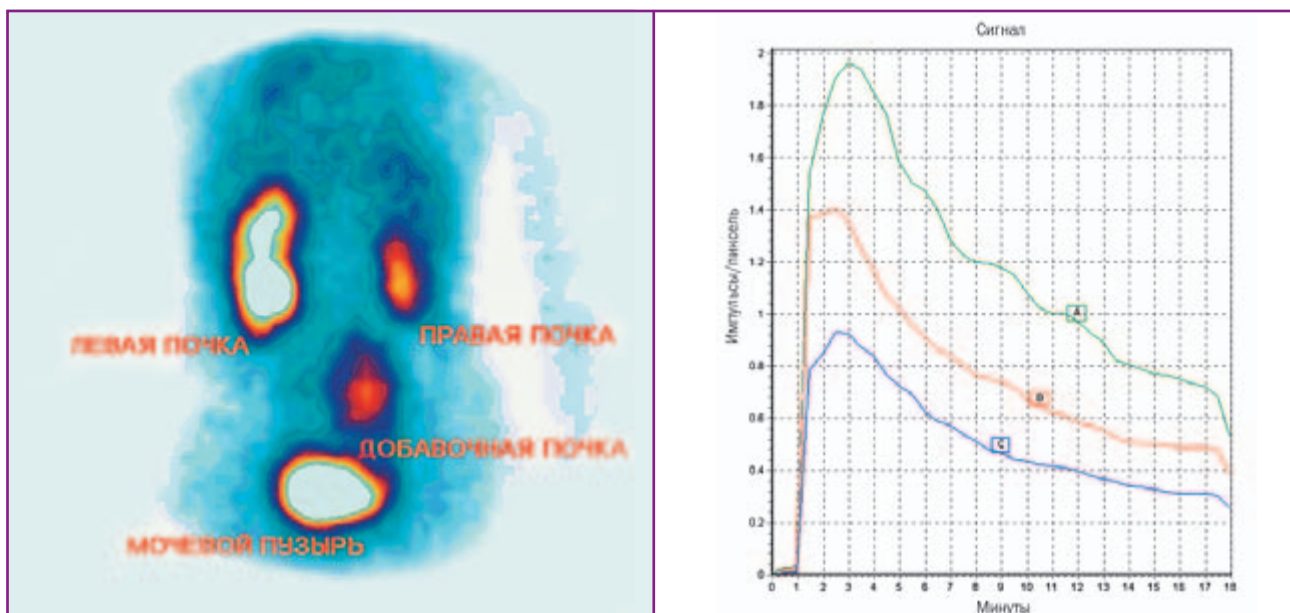 ЛЕВАЯ ПОЧКА
ПРАВАЯ ПОЧКА
ДОБАВОЧНАЯ ПОЧКА
МОЧЕВОЙ ПУЗЫРЬ
Сигнал
Импульсы/пиксель
2
1.8
1.6
1.4
1.2
1
0.8
0.6
0.4
0.2
0
A
B
C
0 1 2 3 4 5 6 7 8 9 10 11 12 13 14 15 16 17 18
Минуты